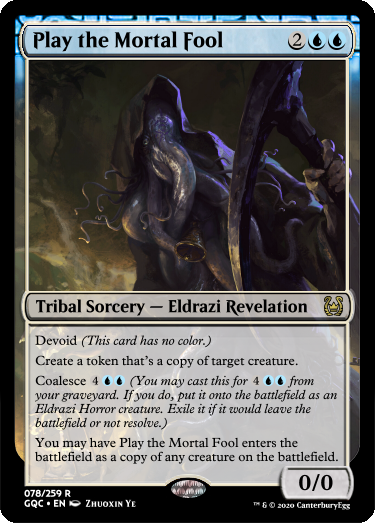 Play the Mortal Fool 2
Tribal Sorcery — Eldrazi Revelation
Devoid (This card has no color.)
Create a token that's a copy of target creature.
Coalesce 4 (You may cast this for 4 from
your graveyard. If you do, put it onto the battlefield as an
Eldrazi Horror creature. Exile it if it would leave the
battlefield or not resolve.)
You may have Play the Mortal Fool enters the
battlefield as a copy of any creature on the battlefield.
0/0
078/259 R
GQC • EN Zhuoxin Ye
™ & © 2020 CanterburyEgg